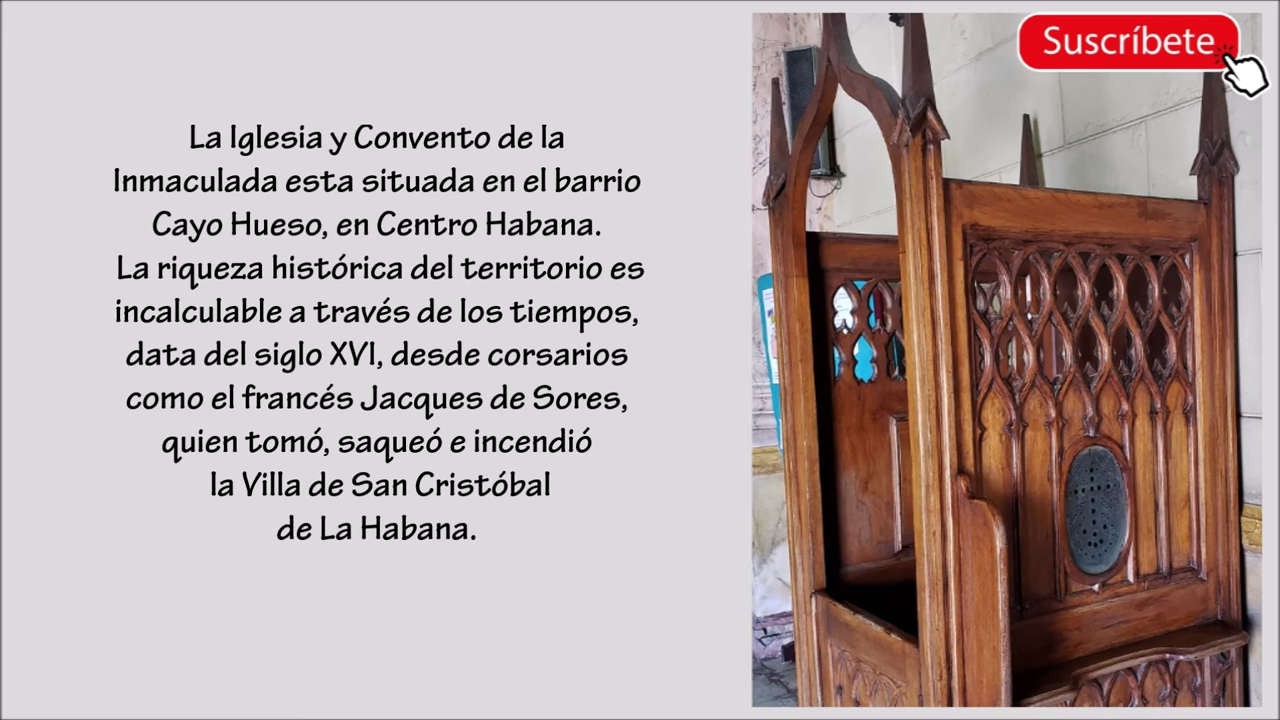 Suscríbete
La Iglesia y Convento de la
Inmaculada esta situada en el barrio
Cayo Hueso, en Centro Habana.
La riqueza histórica del territorio es
incalculable a través de los tiempos,
data del siglo XVI, desde corsarios
como el francés Jacques de Sores,
quien tomó, saqueó e incendió
la Villa de San Cristóbal
de La Habana.